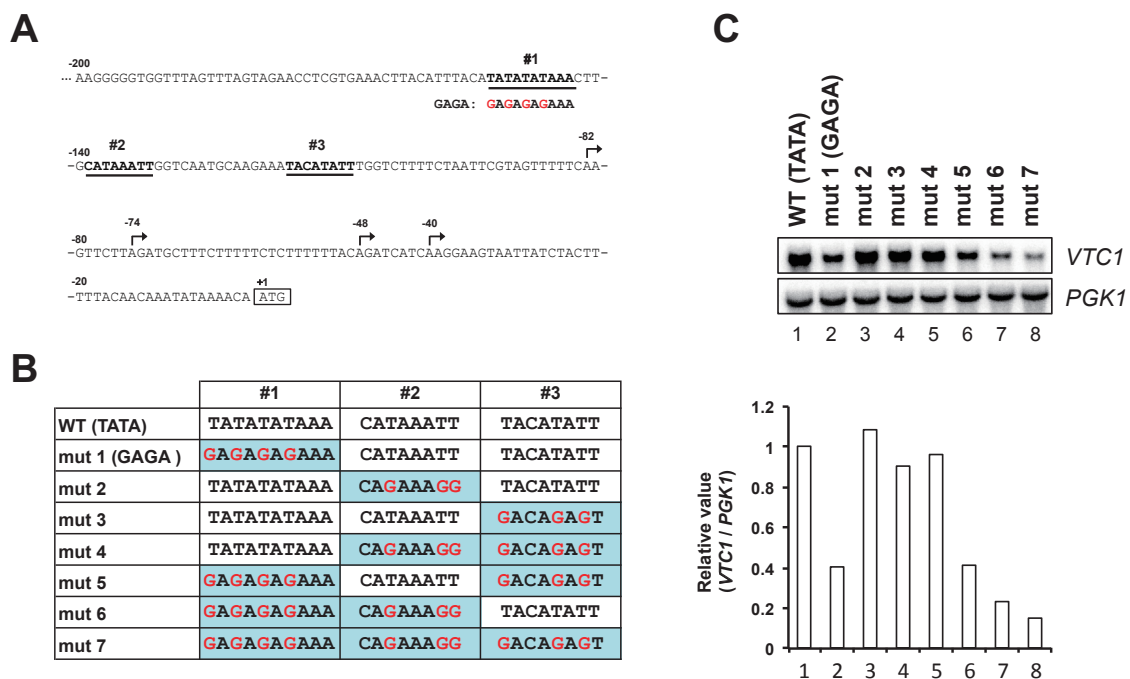 A
-200
#1
... AAGGGGGTGGTTTAGTTTAGTAGAACCTCGTGAAACTTACATTTACATATATATAAACTT-
GAGA: GAGAGAGAAA
#2
#3
-140
-82
-GCATAAATTGGTCAATGCAAGAAATACATATTTGGTCTTTTCTAATTCGTAGTTTTTCAA-
-80
-74
-48
-40
-GTTCTTAGATGCTTTCTTTTTCTCTTTTTTACAGATCATCAAGGAAGTAATTATCTACTT-
-20
+1
-TTTACAACAAATATAAAACA ATG
B
#1 #2 #3
WT (TATA) TATATATAAA CATAAATT TACATATT
mut 1 (GAGA ) GAGAGAGAAA CATAAATT TACATATT
mut 2 TATATATAAA CAGAAAGG TACATATT
mut 3 TATATATAAA CATAAATT GACAGAGT
mut 4 TATATATAAA CAGAAAGG GACAGAGT
mut 5 GAGAGAGAAA CATAAATT GACAGAGT
mut 6 GAGAGAGAAA CAGAAAGG TACATATT
mut 7 GAGAGAGAAA CAGAAAGG GACAGAGT
C
WT (TATA)
mut 1 (GAGA)
mut 2
mut 3
mut 4
mut 5
mut 6
mut 7
VTC1
PGK1
1 2 3 4 5 6 7 8
Relative value
(VTC1 / PGK1)
1.2
1
0.8
0.6
0.4
0.2
0
1 2 3 4 5 6 7 8